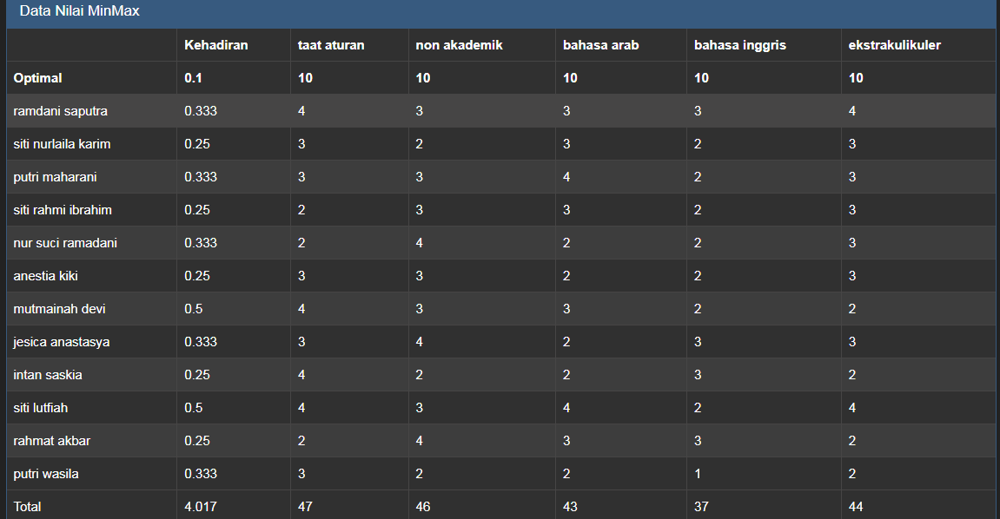 Data Nilai MinMax
Kehadiran taat aturan non akademik bahasa arab bahasa inggris ekstrakulikuler
Optimal 0.1 10 10 10 10 10
ramdani saputra 0.333 4 3 3 3 4
siti nurlaila karim 0.25 3 2 3 2 3
putri maharani 0.333 3 3 4 2 3
siti rahmi ibrahim 0.25 2 3 3 2 3
nur suci ramadani 0.333 2 4 2 2 3
anestia kiki 0.25 3 3 2 2 3
mutmainah devi 0.5 4 3 3 2 2
jesica anastasya 0.333 3 4 2 3 3
intan saskia 0.25 4 2 2 3 2
siti lutfiah 0.5 4 3 4 2 4
rahmat akbar 0.25 2 4 3 3 2
putri wasila 0.333 3 2 2 1 2
Total 4.017 47 46 43 37 44